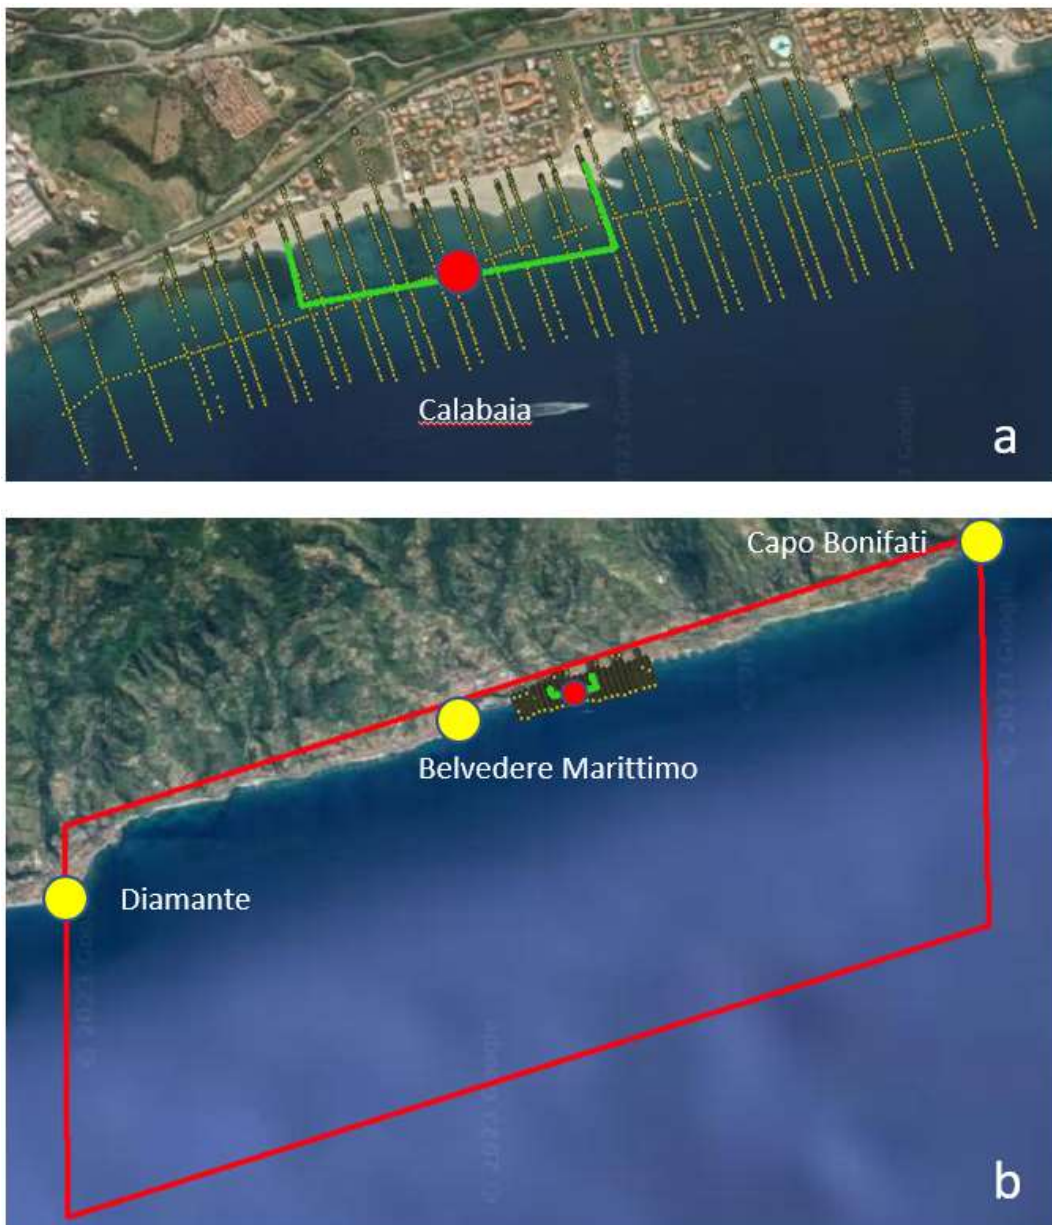 Calabaia
a
Capo Bonifati
Belvedere Marittimo
Diamante
b